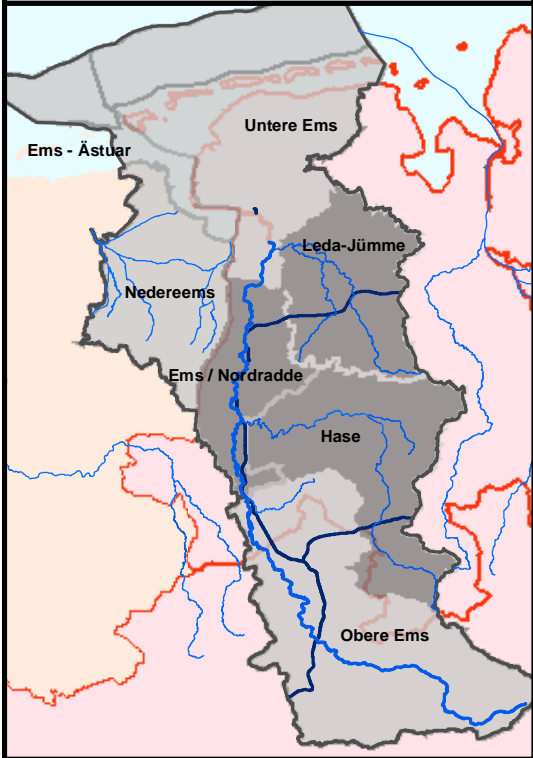 Untere Ems
Ems - Ästuar
Leda-Jümme
Nedereems
Ems / Nordradde
Hase
Obere Ems